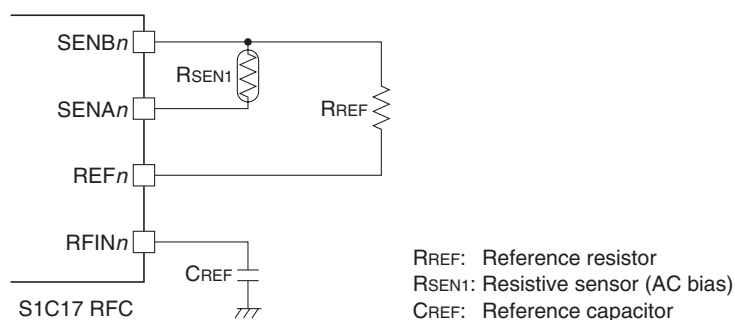 SENBn
RSEN1
SENAn
RREF
REFn
RFINn
CREF
S1C17 RFC
RREF: Reference resistor
RSEN1: Resistive sensor (AC bias)
CREF: Reference capacitor